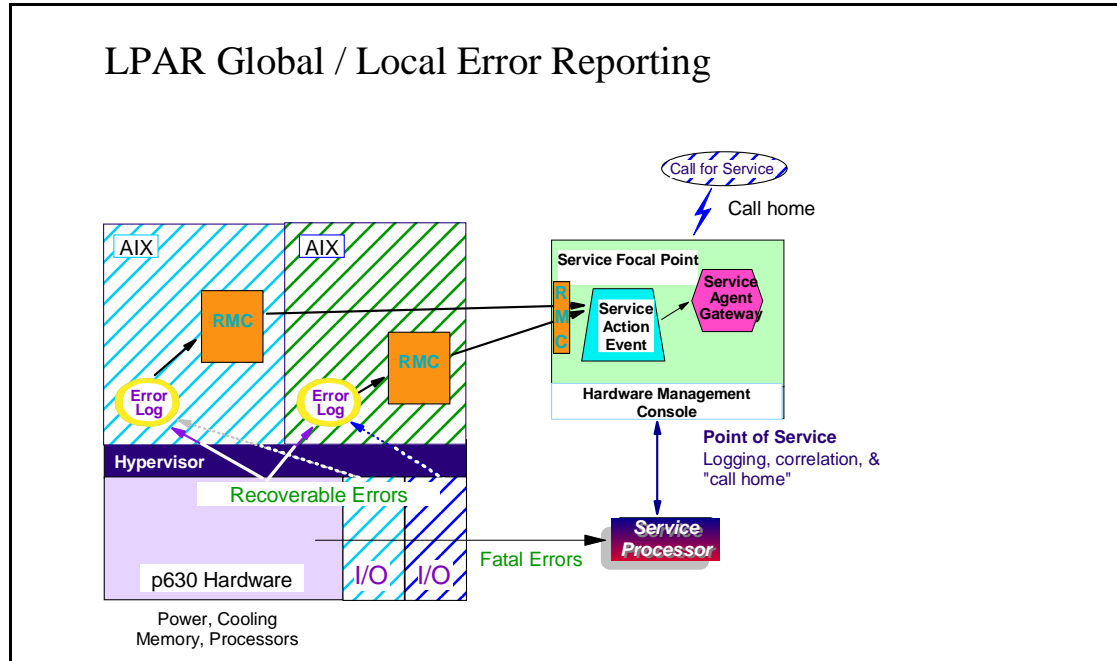 LPAR Global / Local Error Reporting
Call for Service
Call home
AIX
AIX
Service Focal Point
RMC
Service
Action
Event
Service
Agent
Gateway
RMC
RMC
Error
Log
Error
Log
Hardware Management
Console
Hypervisor
Point of Service
Logging, correlation, &
"call home"
Recoverable Errors
Service
Processor
Fatal Errors
p630 Hardware
I/O
I/O
Power, Cooling
Memory, Processors